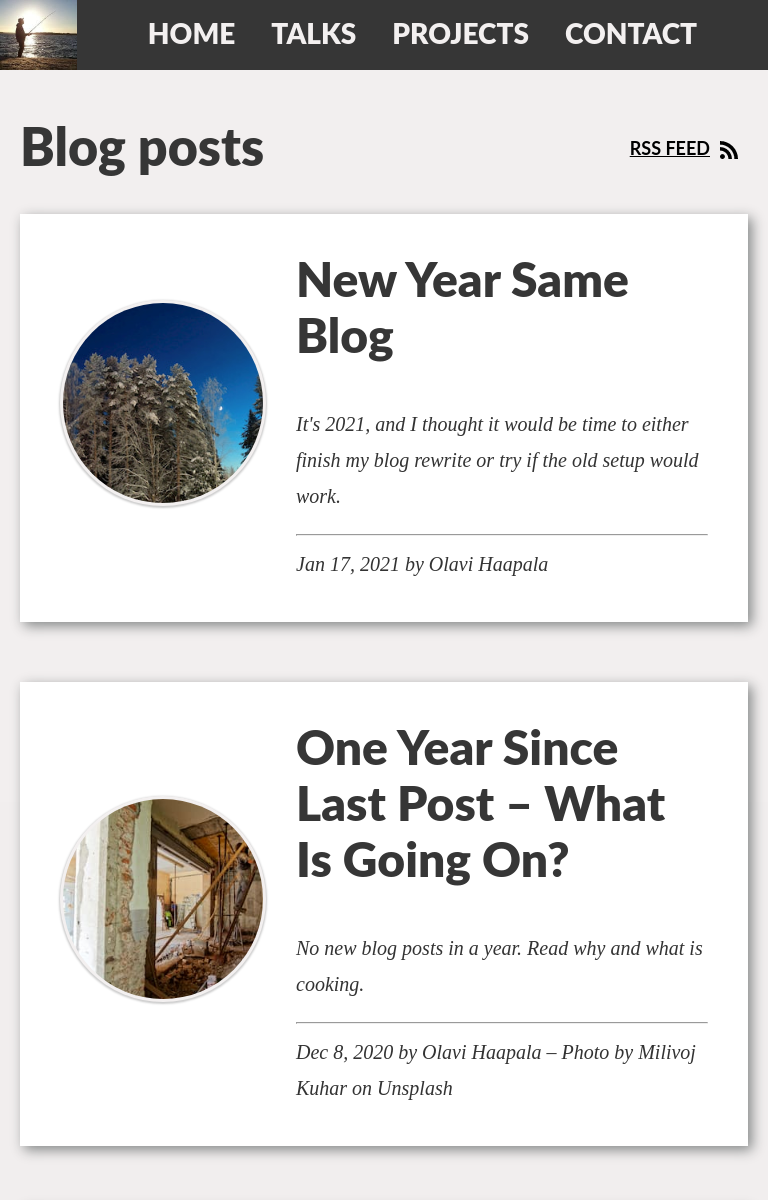 HOME TALKS PROJECTS CONTACT
Blog posts
RSS FEED
New Year Same
Blog
It's 2021, and I thought it would be time to either
finish my blog rewrite or try if the old setup would
work.
Jan 17, 2021 by Olavi Haapala
One Year Since
Last Post – What
Is Going On?
No new blog posts in a year. Read why and what is
cooking.
Dec 8, 2020 by Olavi Haapala – Photo by Milivoj
Kuhar on Unsplash